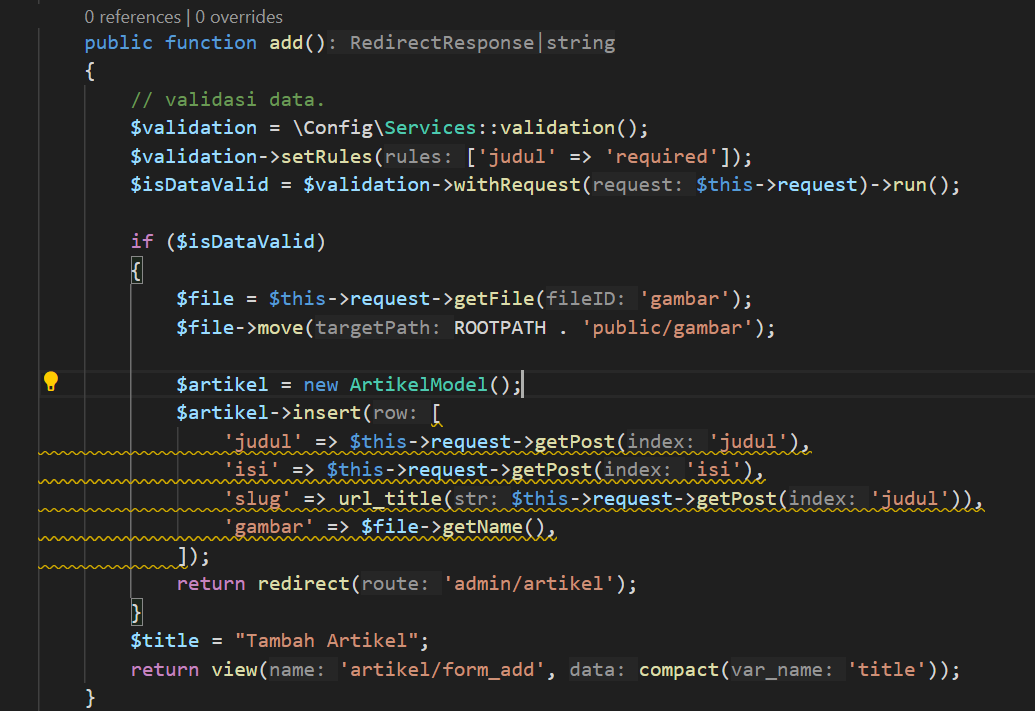 0 references | 0 overrides
public function add(): RedirectResponse|string
{
// validasi data.
$validation = \Config\Services::validation();
$validation->setRules(rules: ['judul' => 'required']);
$isDataValid = $validation->withRequest(request: $this->request)->run();
if ($isDataValid)
{
$file = $this->request->getFile(fileID: 'gambar');
$file->move(targetPath: ROOTPATH . 'public/gambar');
$artikel = new ArtikelModel();
$artikel->insert(row: [
'judul' => $this->request->getPost(index: 'judul'),
'isi' => $this->request->getPost(index: 'isi'),
'slug' => url_title(str: $this->request->getPost(index: 'judul')),
'gambar' => $file->getName(),
]);
return redirect(route: 'admin/artikel');
}
$title = "Tambah Artikel";
return view(name: 'artikel/form_add', data: compact(var_name: 'title'));
}